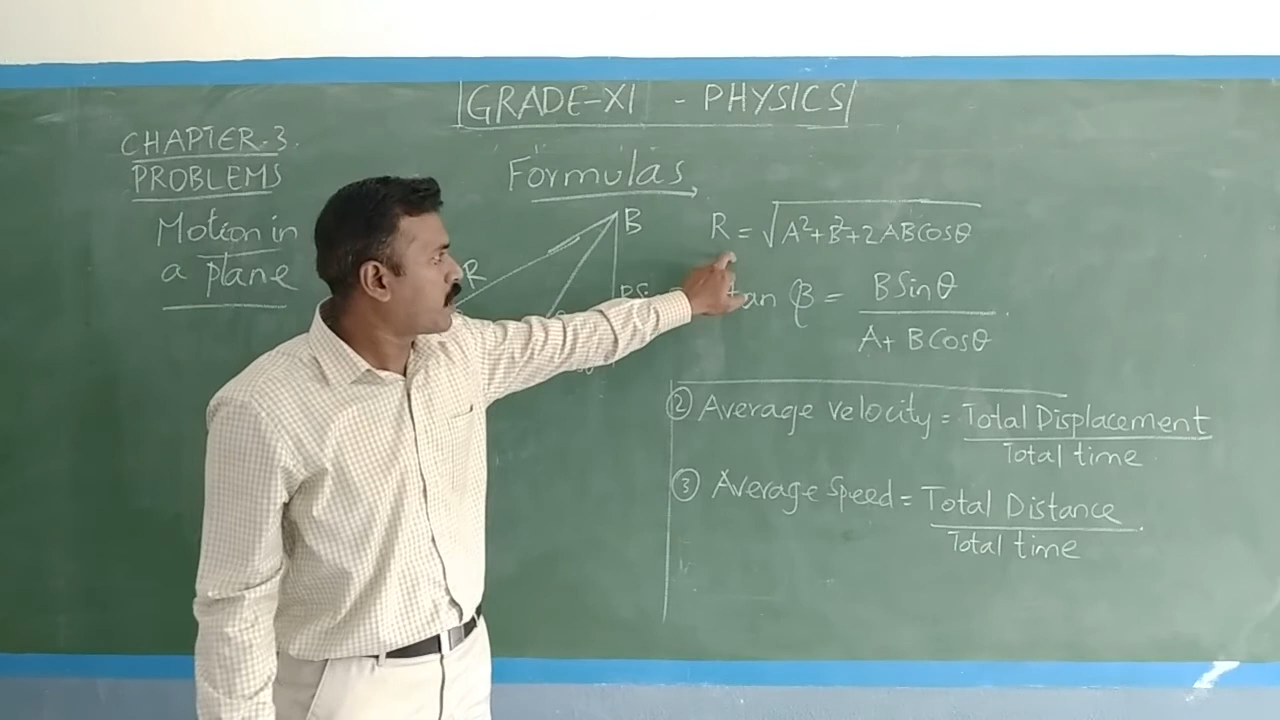 GRADE-XI - PHYSICS
CHAPTER-3
PROBLEMS
Motion in
a plane
Formulas
B
R
R = √A²+B²+2ABCosθ
tan β = BSinθ / A+BCosθ
② Average velocity = Total Displacement / Total time
③ Average Speed = Total Distance / Total time